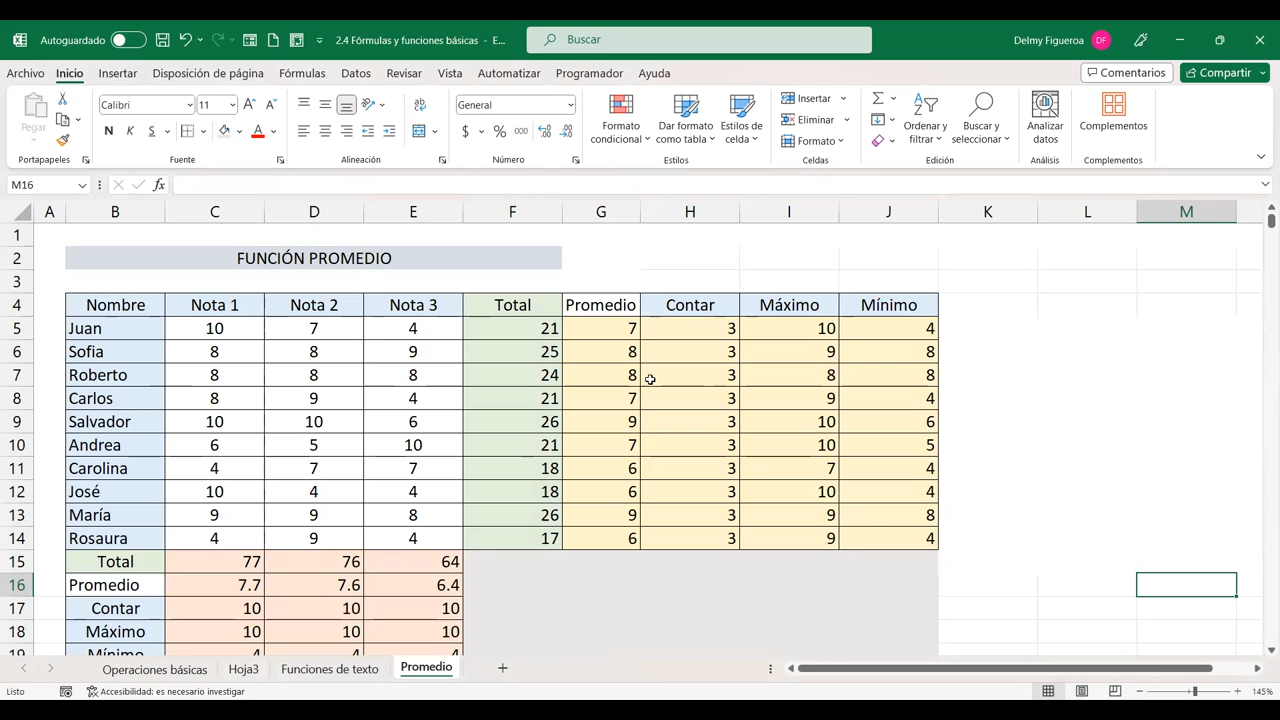 Autoguardado 2.4 Fórmulas y funciones básicas - E... Buscar Delmy Figueroa DF
Archivo Inicio Insertar Disposición de página Fórmulas Datos Revisar Vista Automatizar Programador Ayuda Comentarios Compartir
Pegar Calibri 11 General Formato condicional Dar formato como tabla Estilos de celda Insertar Eliminar Formato Ordenar y filtrar Buscar y seleccionar Analizar datos Complementos
N K S $ % 000
Portapapeles Fuente Alineación Número Estilos Celdas Edición Análisis Complementos
M16 fx
A B C D E F G H I J K L M
1
2 FUNCIÓN PROMEDIO
3
4 Nombre Nota 1 Nota 2 Nota 3 Total Promedio Contar Máximo Mínimo
5 Juan 10 7 4 21 7 3 10 4
6 Sofia 8 8 9 25 8 3 9 8
7 Roberto 8 8 8 24 8 3 8 8
8 Carlos 8 9 4 21 7 3 9 4
9 Salvador 10 10 6 26 9 3 10 6
10 Andrea 6 5 10 21 7 3 10 5
11 Carolina 4 7 7 18 6 3 7 4
12 José 10 4 4 18 6 3 10 4
13 María 9 9 8 26 9 3 9 8
14 Rosaura 4 9 4 17 6 3 9 4
15 Total 77 76 64
16 Promedio 7.7 7.6 6.4
17 Contar 10 10 10
18 Máximo 10 10 10
19 Mínimo 4 4 4
Operaciones básicas Hoja3 Funciones de texto Promedio
Listo Accesibilidad: es necesario investigar 145%